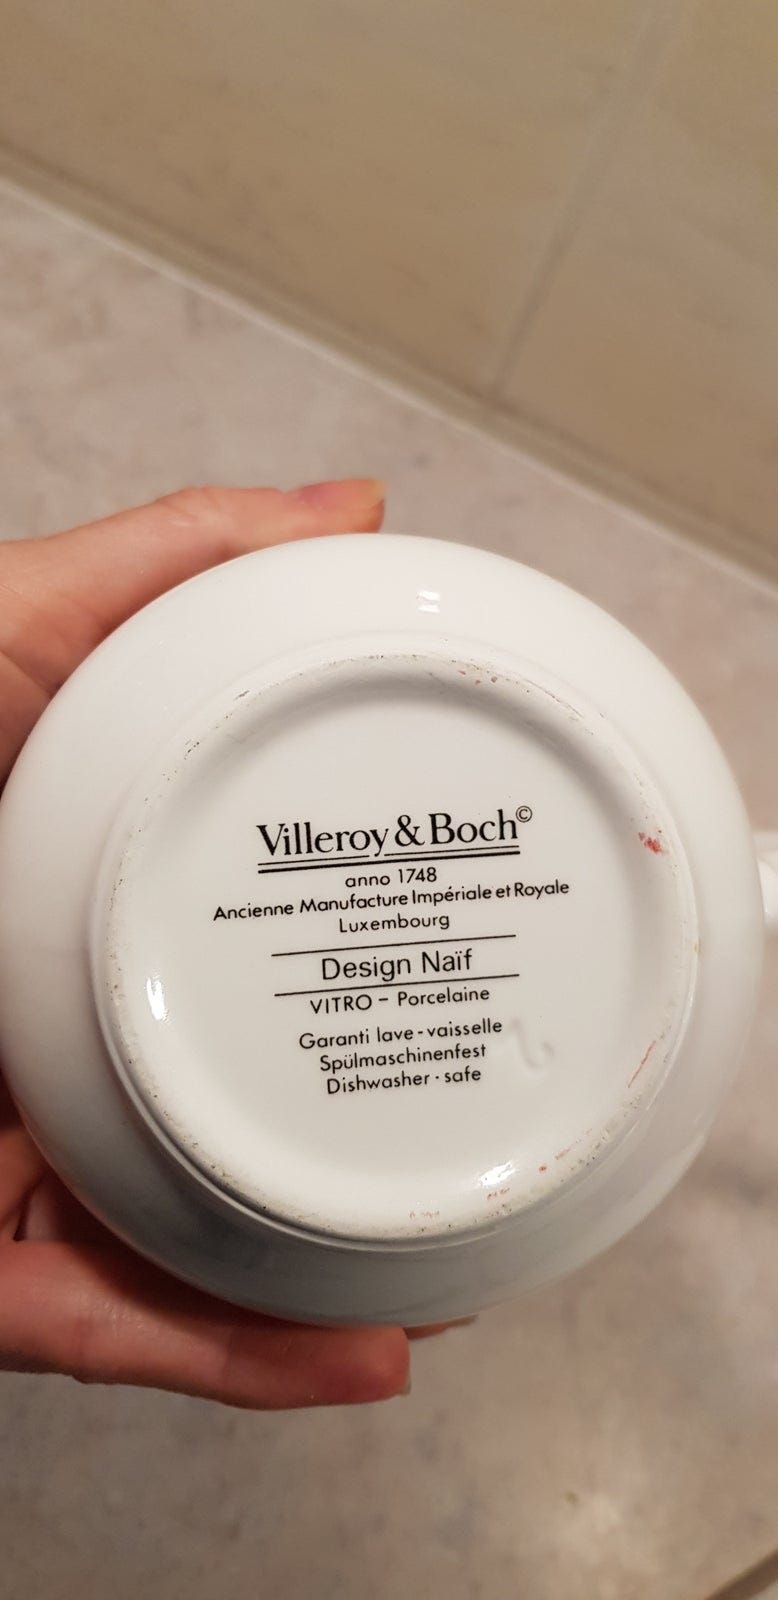 Villeroy & Boch©
anno 1748
Ancienne Manufacture Impériale et Royale
Luxembourg
Design Naïf
VITRO – Porcelaine
Garanti lave - vaisselle
Spülmaschinenfest
Dishwasher - safe